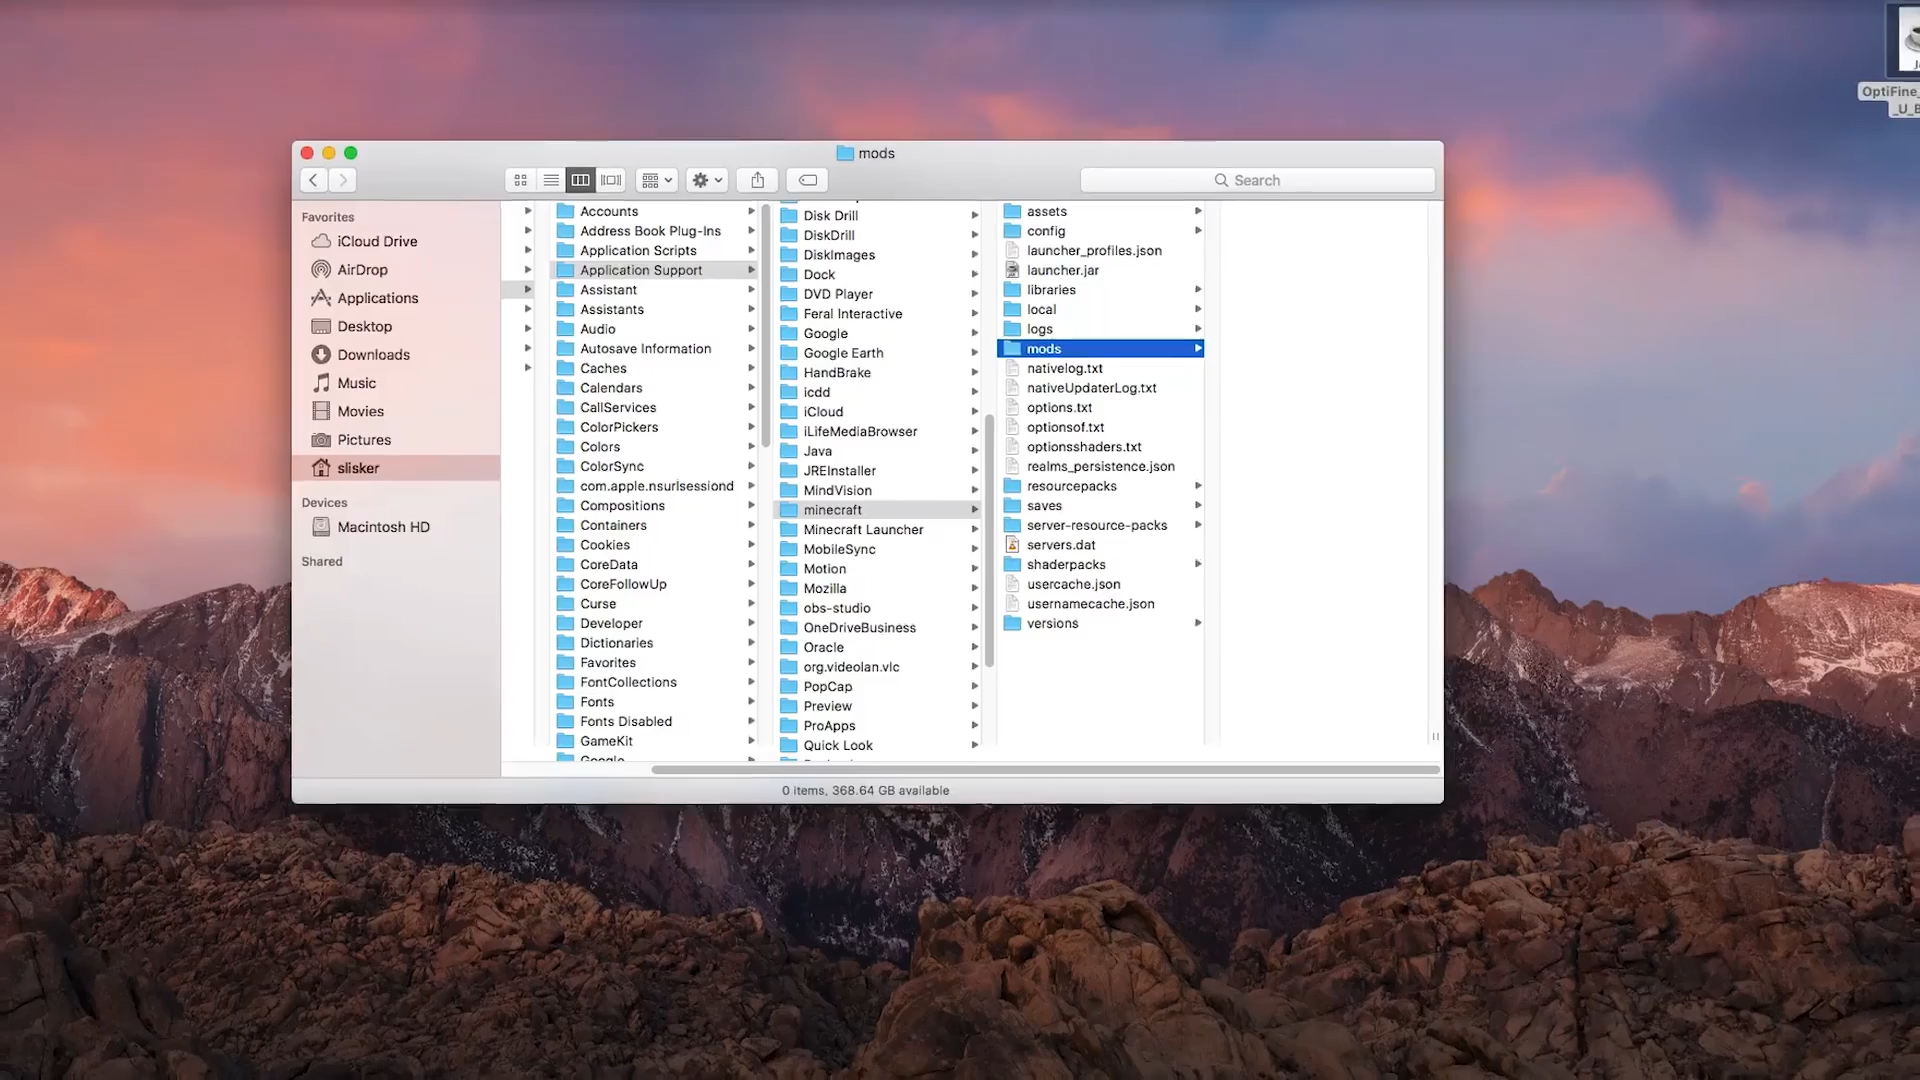 OptiFine_
_U_
mods
Search
Favorites
iCloud Drive
AirDrop
Applications
Desktop
Downloads
Music
Movies
Pictures
slisker
Devices
Macintosh HD
Shared
Accounts
Address Book Plug-Ins
Application Scripts
Application Support
Assistant
Assistants
Audio
Autosave Information
Caches
Calendars
CallServices
ColorPickers
Colors
ColorSync
com.apple.nsurlsessiond
Compositions
Containers
Cookies
CoreData
CoreFollowUp
Curse
Developer
Dictionaries
Favorites
FontCollections
Fonts
Fonts Disabled
GameKit
Google
Disk Drill
DiskDrill
DiskImages
Dock
DVD Player
Feral Interactive
Google
Google Earth
HandBrake
icdd
iCloud
iLifeMediaBrowser
Java
JREInstaller
MindVision
minecraft
Minecraft Launcher
MobileSync
Motion
Mozilla
obs-studio
OneDriveBusiness
Oracle
org.videolan.vlc
PopCap
Preview
ProApps
Quick Look
assets
config
launcher_profiles.json
launcher.jar
libraries
local
logs
mods
nativelog.txt
nativeUpdaterLog.txt
options.txt
optionsof.txt
optionsshaders.txt
realms_persistence.json
resourcepacks
saves
server-resource-packs
servers.dat
shaderpacks
usercache.json
usernamecache.json
versions
0 items, 368.64 GB available